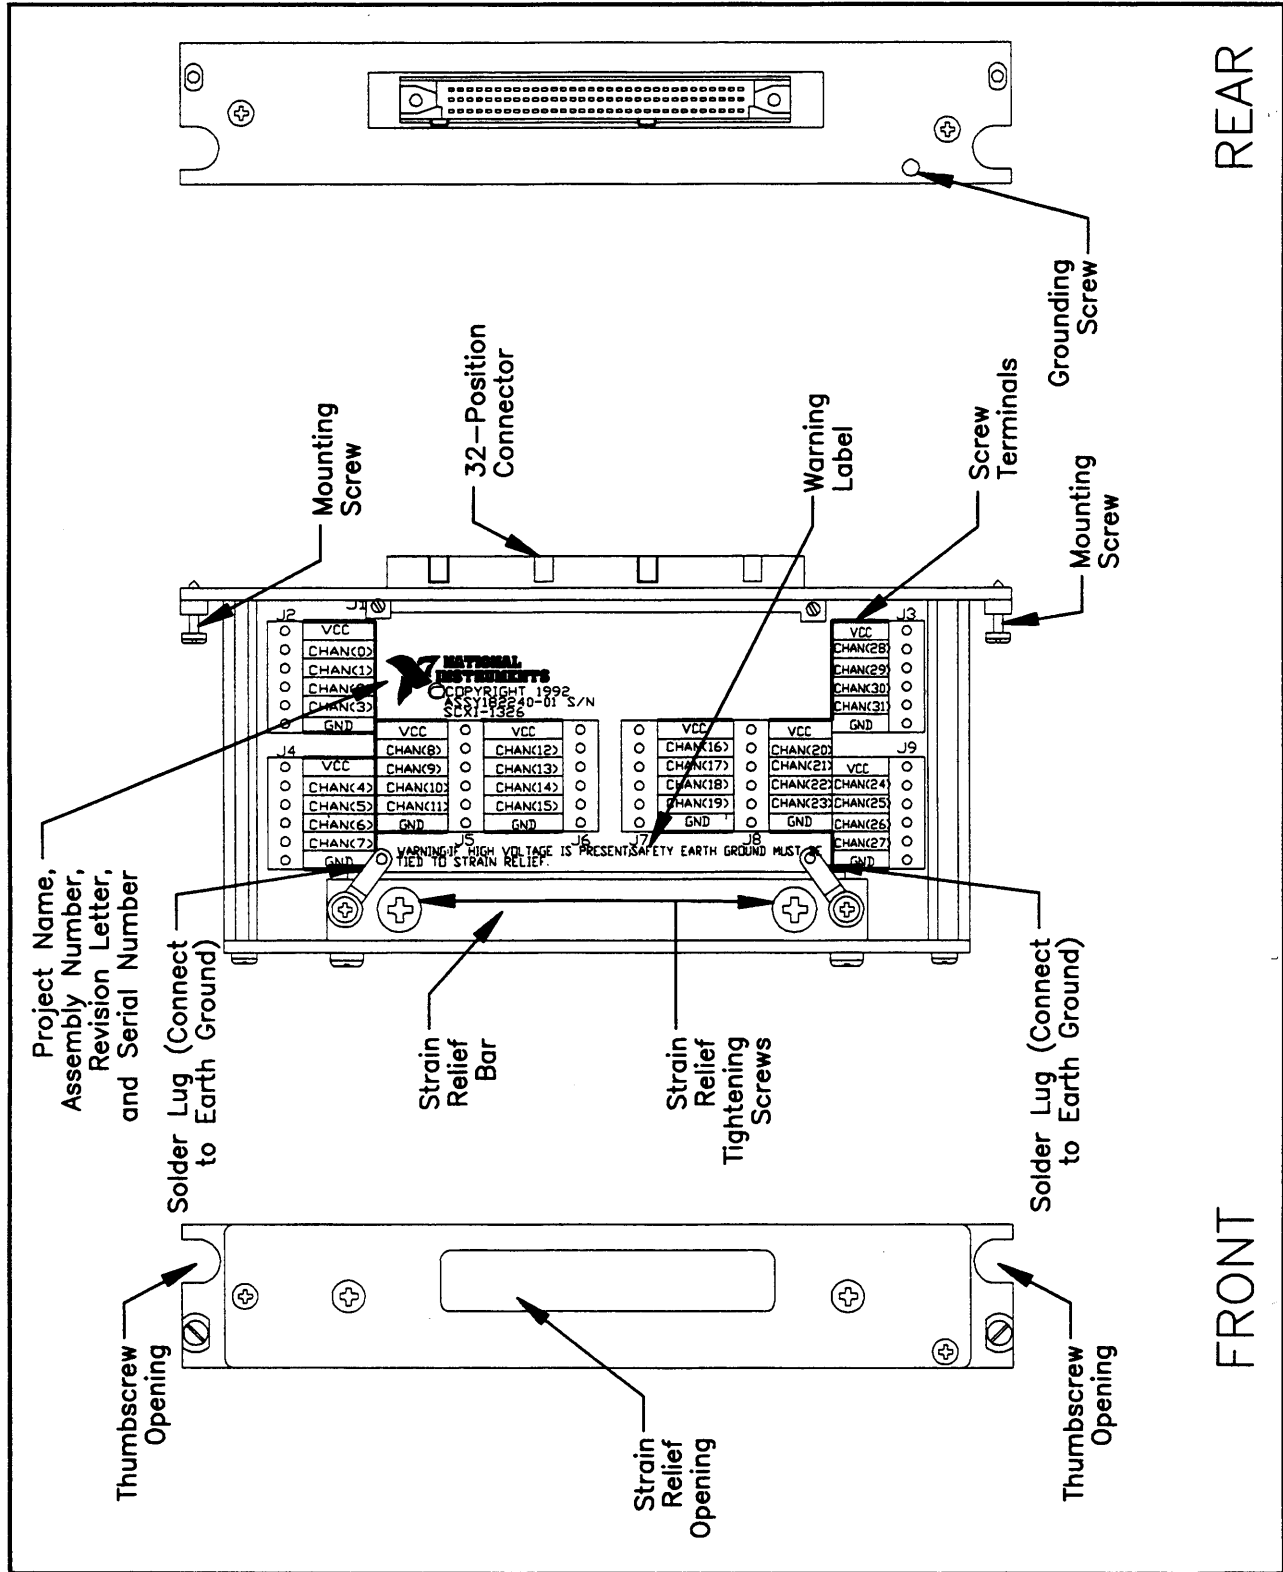 Project Name,
Assembly Number,
Revision Letter,
and Serial Number
Solder Lug (Connect
to Earth Ground)
Thumbscrew
Opening
Mounting
Screw
32-Position
Connector
Strain
Relief
Bar
Strain
Relief
Opening
Strain
Relief
Tightening
Screws
Warning
Label
Screw
Terminals
Grounding
Screw
Mounting
Screw
Solder Lug (Connect
to Earth Ground)
Thumbscrew
Opening
FRONT
REAR
J2
VCC
CHAN(0)
CHAN(1)
CHAN(3)
GND
J4
VCC
CHAN(4)
CHAN(5)
CHAN(6)
CHAN(7)
GND
J1
NATIONAL
INSTRUMENTS
©COPYRIGHT 1992
ASSY182240-01 S/N
SCXI-1326
VCC
CHAN(8)
CHAN(9)
CHAN(10)
CHAN(11)
GND
J5
VCC
CHAN(12)
CHAN(13)
CHAN(14)
CHAN(15)
GND
J6
J7
VCC
CHAN(16)
CHAN(17)
CHAN(18)
CHAN(19)
GND
J8
VCC
CHAN(20)
CHAN(21)
CHAN(22)
CHAN(23)
GND
J3
VCC
CHAN(28)
CHAN(29)
CHAN(30)
CHAN(31)
GND
J9
VCC
CHAN(24)
CHAN(25)
CHAN(26)
CHAN(27)
GND
WARNING:IF HIGH VOLTAGE IS PRESENT,SAFETY EARTH GROUND MUST BE
TIED TO STRAIN RELIEF.